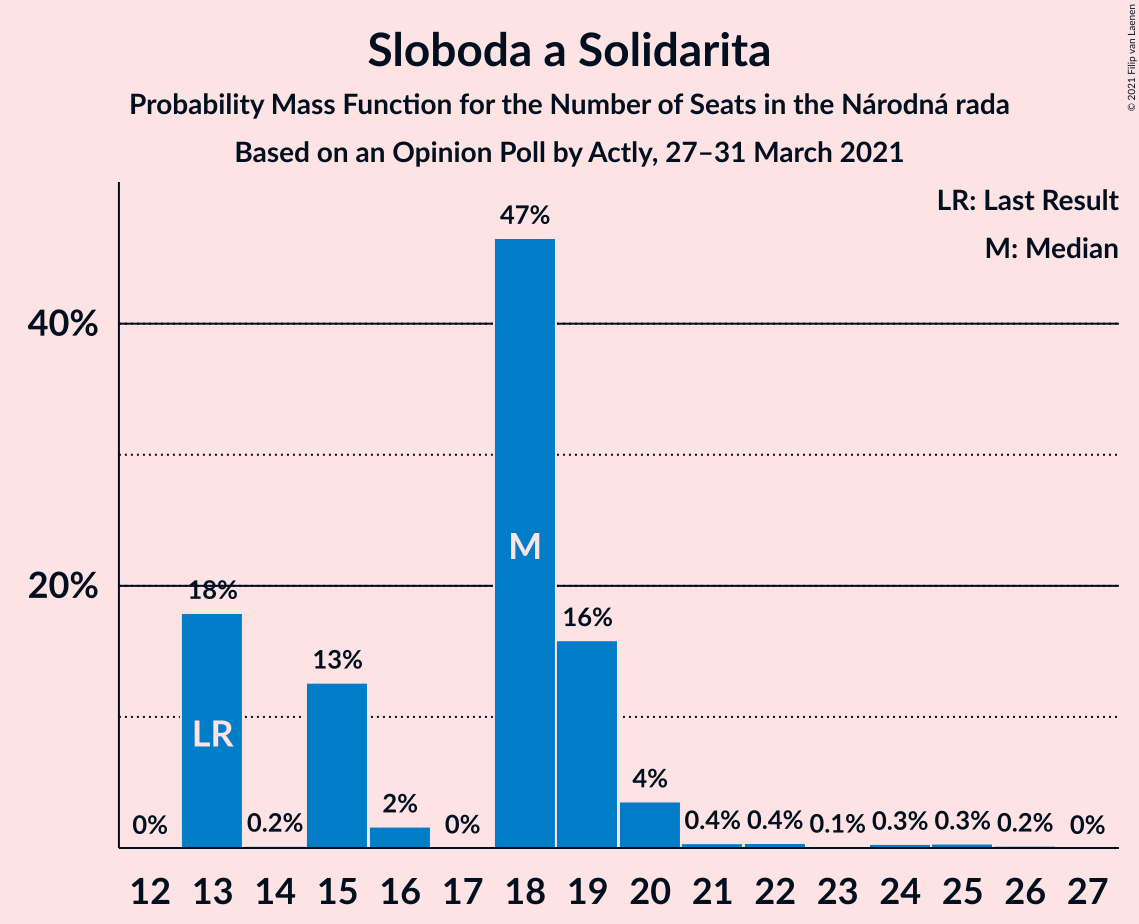 Sloboda a Solidarita
Probability Mass Function for the Number of Seats in the Národná rada
Based on an Opinion Poll by Actly, 27–31 March 2021
© 2021 Filip van Laenen
LR: Last Result
M: Median
40%
20%
0%
18%
LR
0.2%
13%
2%
0%
47%
M
16%
4%
0.4%
0.4%
0.1%
0.3%
0.3%
0.2%
0%
12 13 14 15 16 17 18 19 20 21 22 23 24 25 26 27